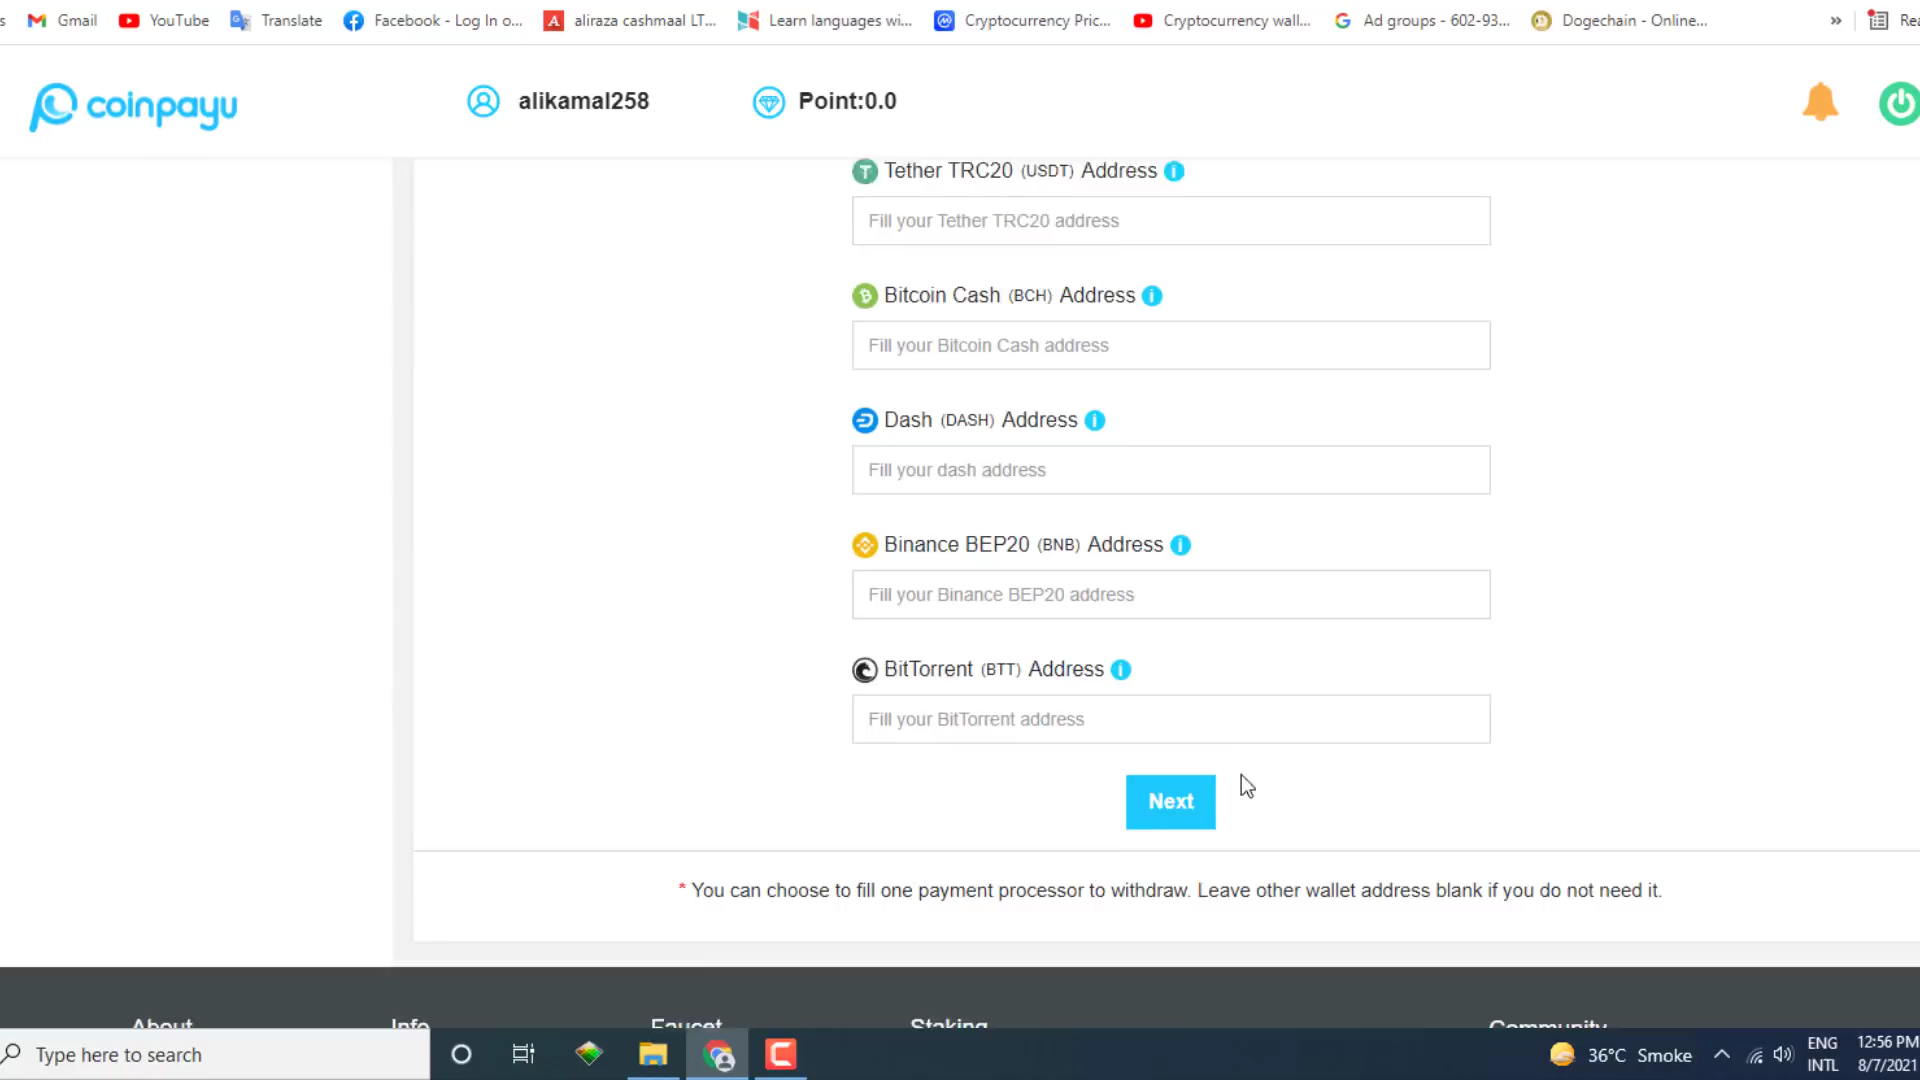 Gmail YouTube Translate Facebook - Log In o... aliraza cashmaal LT... Learn languages wi... Cryptocurrency Pric... Cryptocurrency wall... Ad groups - 602-93... Dogechain - Online... »
coinpayu alikamal258 Point:0.0
Tether TRC20 (USDT) Address
Fill your Tether TRC20 address
Bitcoin Cash (BCH) Address
Fill your Bitcoin Cash address
Dash (DASH) Address
Fill your dash address
Binance BEP20 (BNB) Address
Fill your Binance BEP20 address
BitTorrent (BTT) Address
Fill your BitTorrent address
Next
* You can choose to fill one payment processor to withdraw. Leave other wallet address blank if you do not need it.
About Info Faucet Staking Community
Type here to search
36°C Smoke
ENG
INTL
12:56 PM
8/7/2021